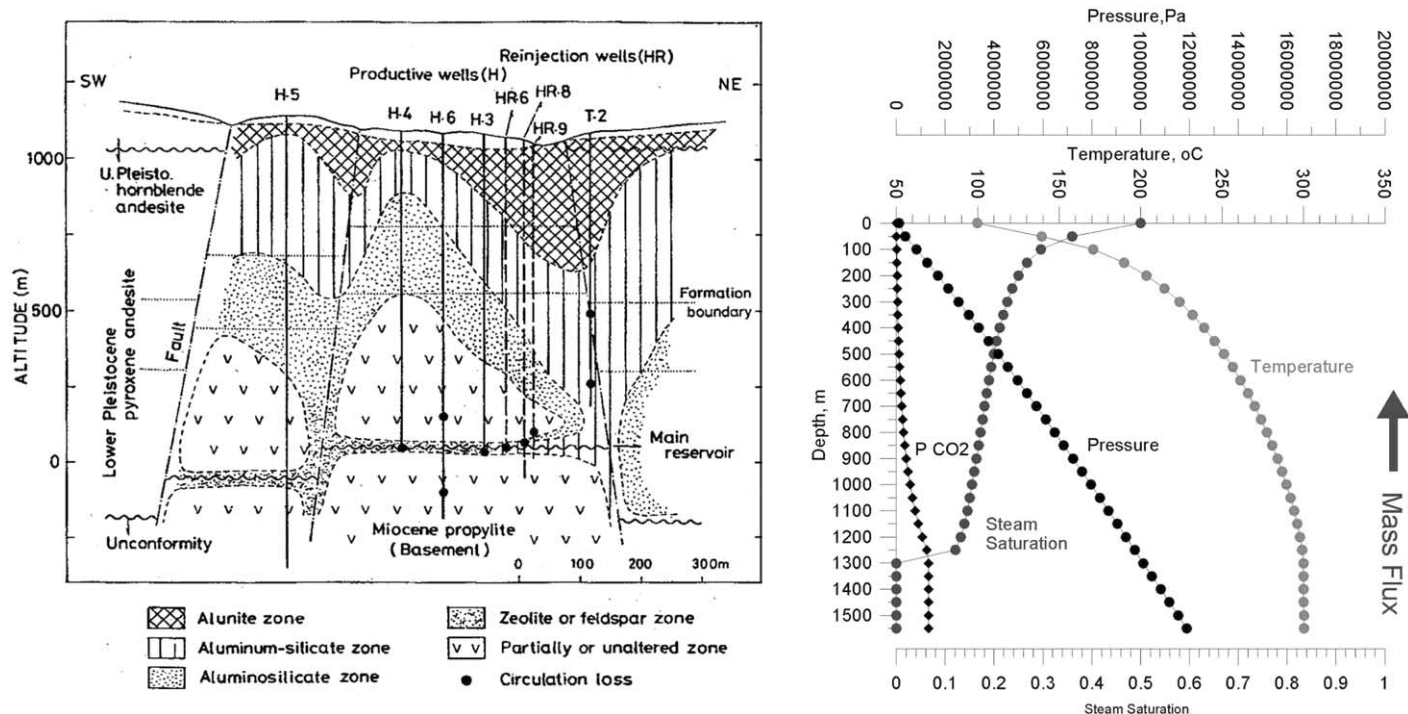 SW
NE
Reinjection wells(HR)
Productive wells(H)
HR-8
HR-6
H-5
H-4
H-6
H-3
HR-9
T-2
1000
500
0
ALTITUDE (m)
U. Pleisto.
hornblende
andesite
Lower Pleistocene
pyroxene andesite
Fault
Formation
boundary
Main
reservoir
Unconformity
Miocene propylite
(Basement)
0 100 300m
Alunite zone
Aluminum-silicate zone
Aluminosilicate zone
Zeolite or feldspar zone
Partially or unaltered zone
Circulation loss
Pressure,Pa
0
2000000
4000000
6000000
8000000
10000000
12000000
14000000
16000000
18000000
20000000
Temperature, oC
50 100 150 200 250 300 350
Depth, m
0
100
200
300
400
500
600
700
800
900
1000
1100
1200
1300
1400
1500
Temperature
Pressure
P CO2
Steam
Saturation
Mass Flux
0 0.1 0.2 0.3 0.4 0.5 0.6 0.7 0.8 0.9 1
Steam Saturation